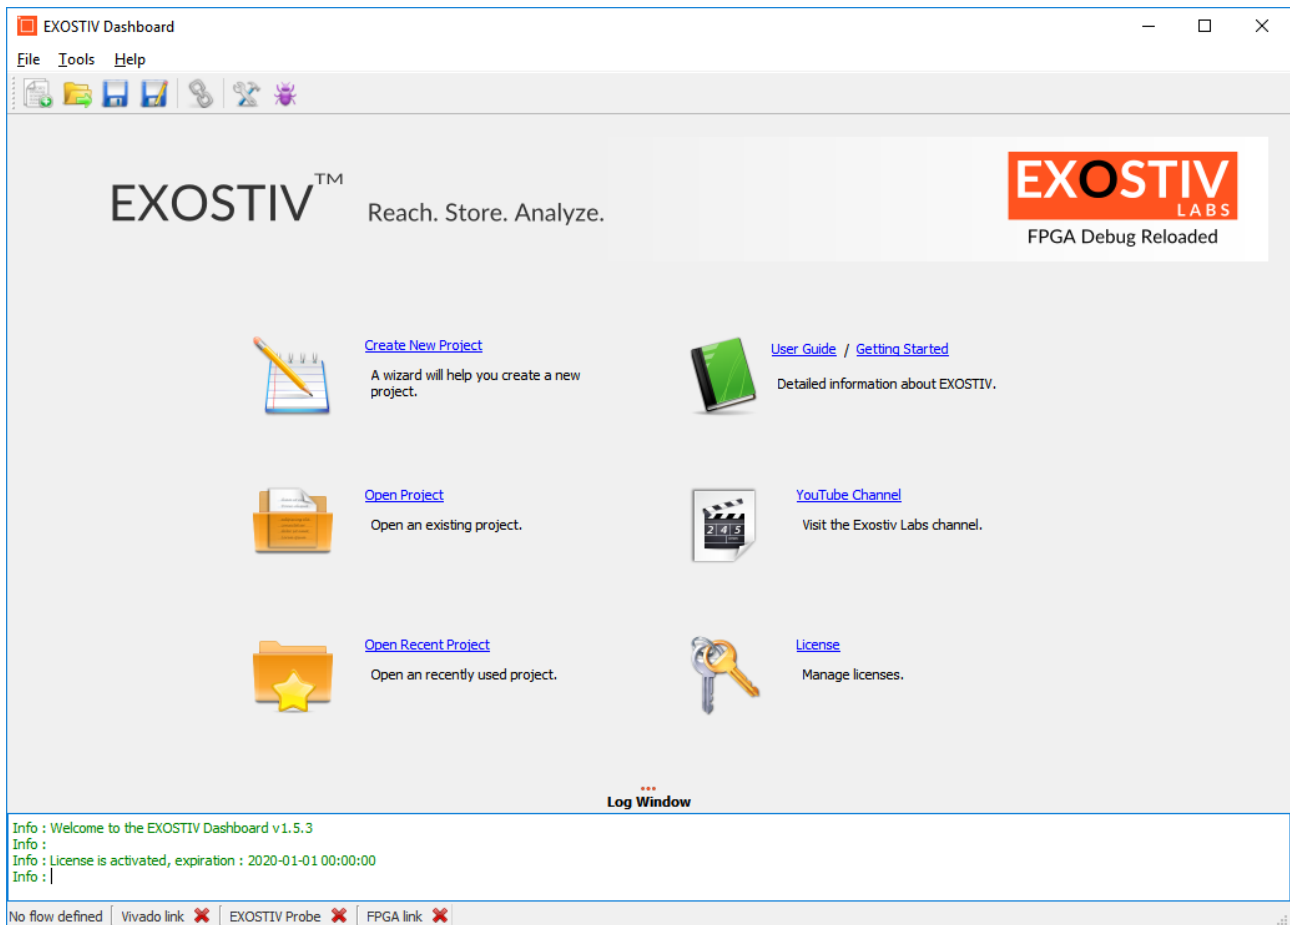 EXOSTIV Dashboard
File Tools Help
EXOSTIV™ Reach. Store. Analyze.
EXOSTIV
LABS
FPGA Debug Reloaded
Create New Project
A wizard will help you create a new
project.
User Guide / Getting Started
Detailed information about EXOSTIV.
Open Project
Open an existing project.
YouTube Channel
Visit the Exostiv Labs channel.
2 4 5
Open Recent Project
Open an recently used project.
License
Manage licenses.
Log Window
Info : Welcome to the EXOSTIV Dashboard v1.5.3
Info :
Info : License is activated, expiration : 2020-01-01 00:00:00
Info :
No flow defined Vivado link EXOSTIV Probe FPGA link